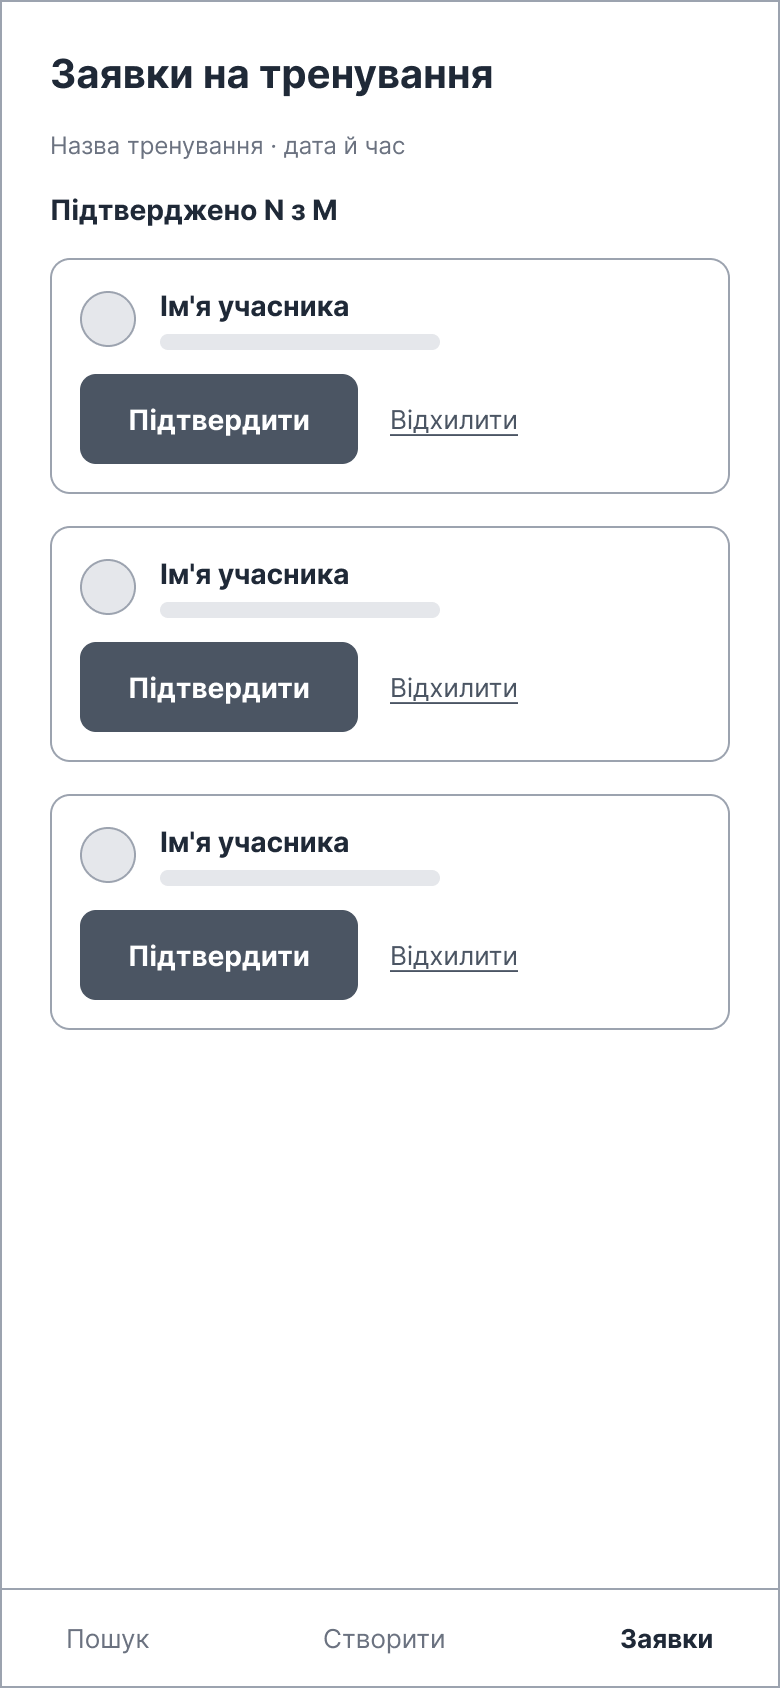 Заявки на тренування
Назва тренування · дата й час
Підтверджено N з M
Ім'я учасника
Підтвердити Відхилити
Ім'я учасника
Підтвердити Відхилити
Ім'я учасника
Підтвердити Відхилити
Пошук Створити Заявки